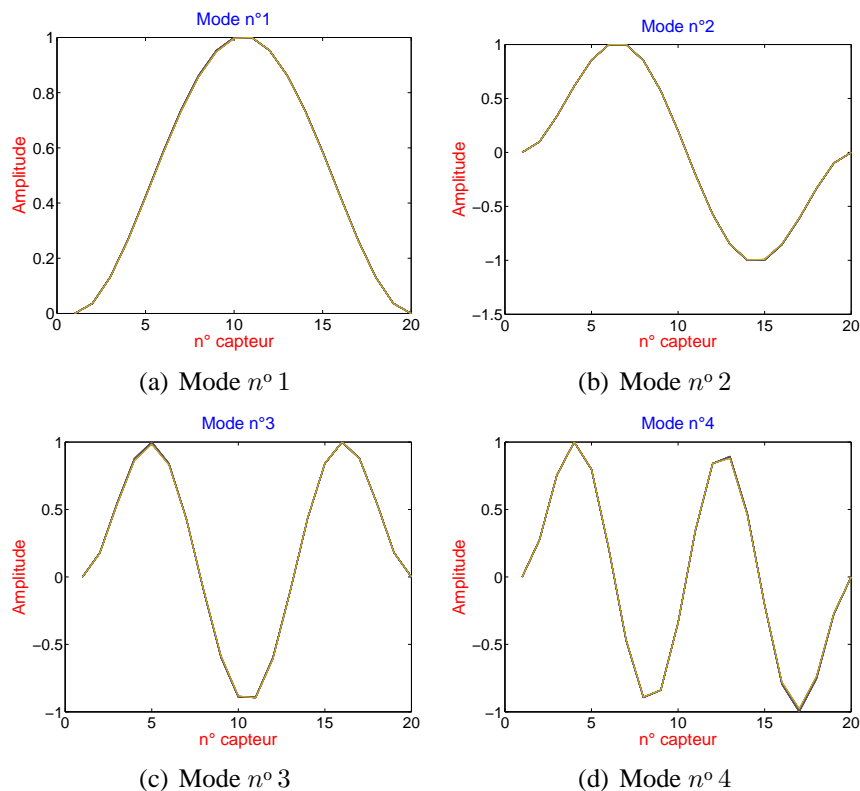 Mode n°1
1
0.8
0.6
0.4
0.2
0
0 5 10 15 20
Amplitude
n° capteur
(a) Mode nº 1
Mode n°2
1
0.5
0
−0.5
−1
−1.5
0 5 10 15 20
Amplitude
n° capteur
(b) Mode nº 2
Mode n°3
1
0.5
0
−0.5
−1
0 5 10 15 20
Amplitude
n° capteur
(c) Mode nº 3
Mode n°4
1
0.5
0
−0.5
−1
0 5 10 15 20
Amplitude
n° capteur
(d) Mode nº 4